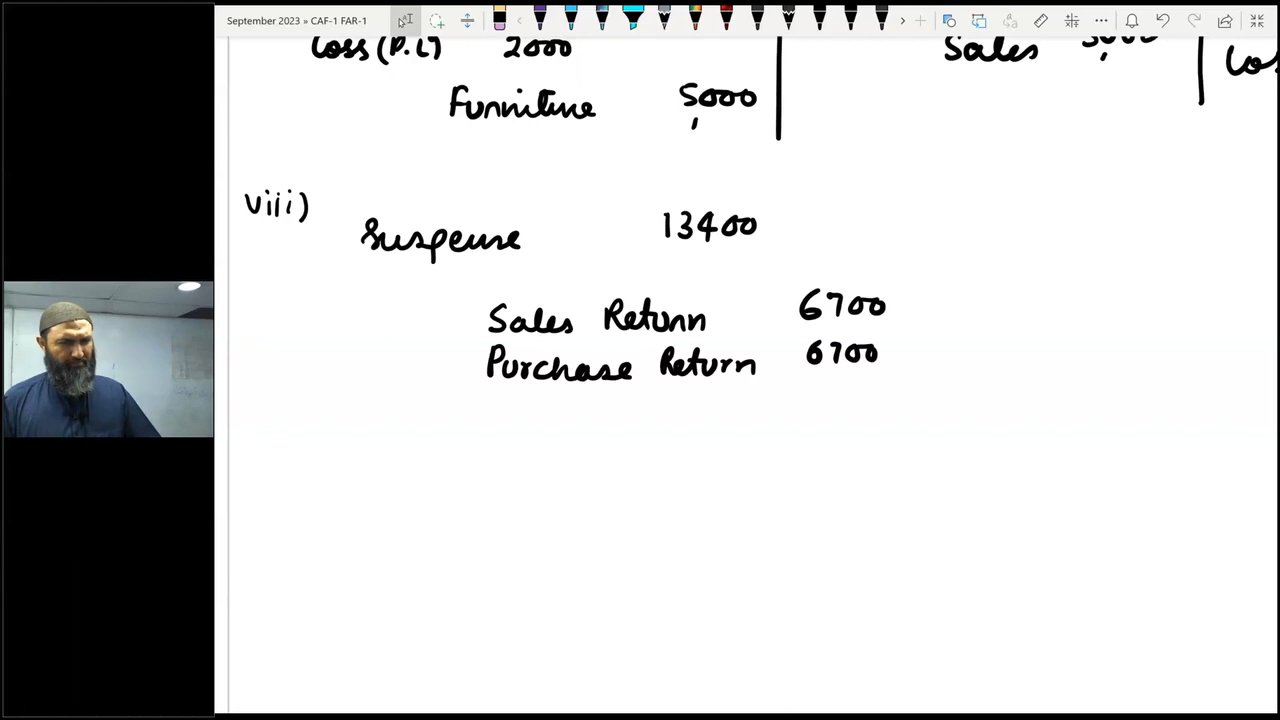 September 2023 » CAF-1 FAR-1
Loss (P.L) 2000
Sales
Furniture 5000
viii)
Suspense 13400
Sales Return 6700
Purchase Return 6700